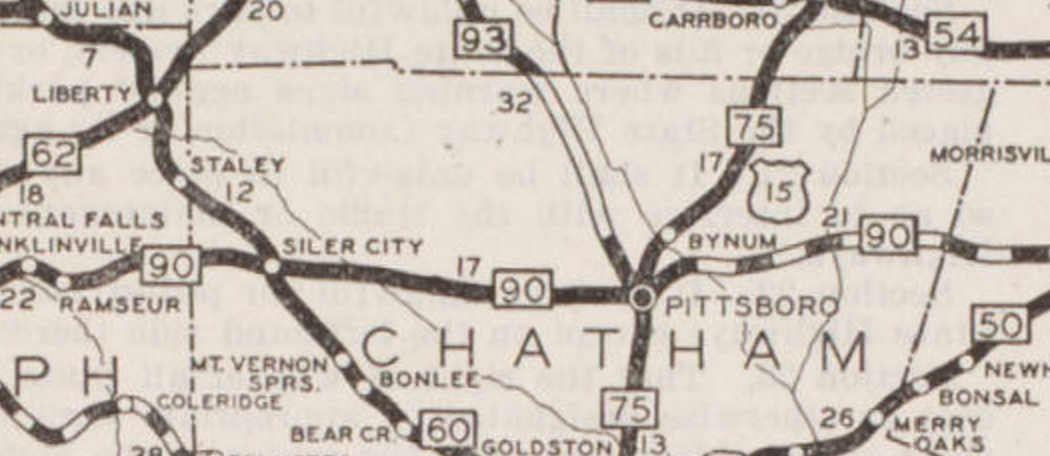 JULIAN
20
93
CARRBORO
54
7
13
LIBERTY
32
75
62
STALEY
17
MORRISVIL
18
12
15
NTRAL FALLS
21
NKLINVILLE
SILER CITY
BYNUM
90
90
17
90
22
RAMSEUR
PITTSBORO
50
CHATHAM
PH
MT. VERNON
SPRS.
BONLEE
NEWH
COLERIDGE
75
BONSAL
BEAR CR.
60
GOLDSTON
13
26
MERRY
OAKS
28